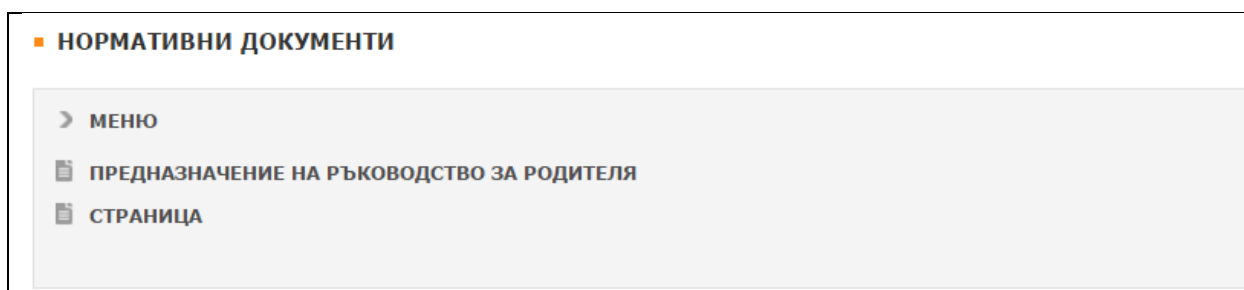 НОРМАТИВНИ ДОКУМЕНТИ
МЕНЮ
ПРЕДНАЗНАЧЕНИЕ НА РЪКОВОДСТВО ЗА РОДИТЕЛЯ
СТРАНИЦА